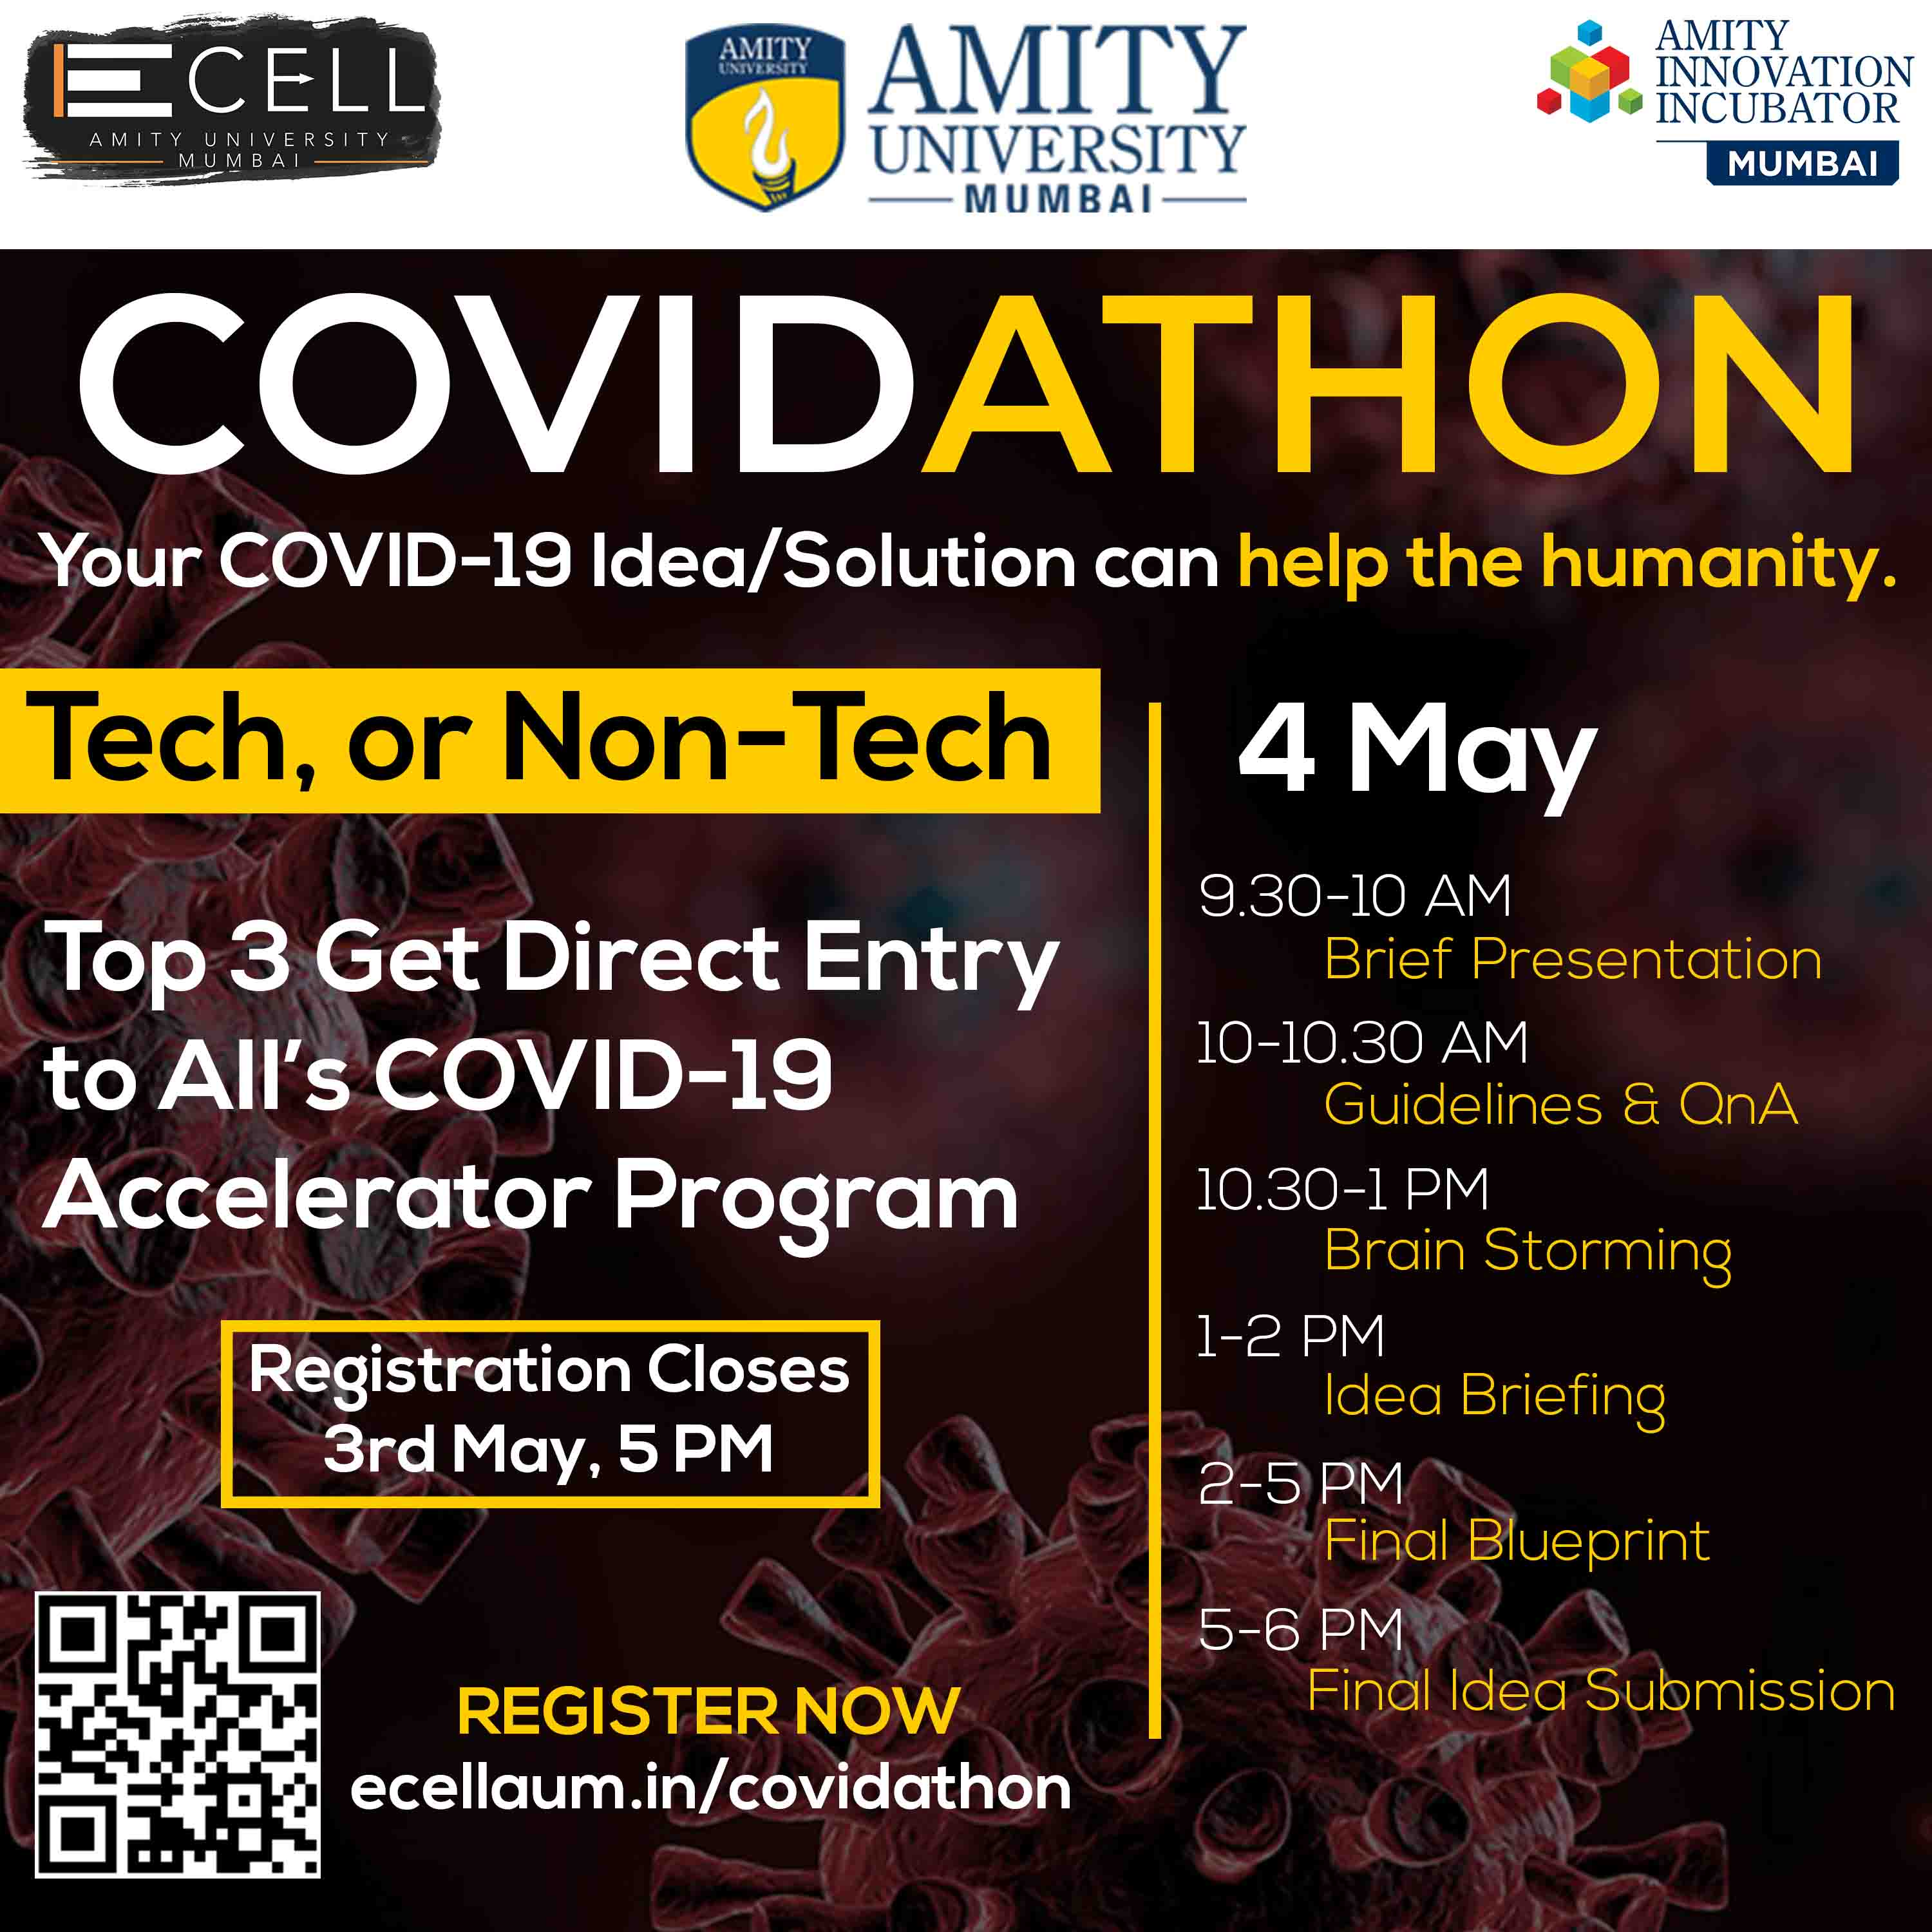 ECELL
AMITY UNIVERSITY
MUMBAI
AMITY
UNIVERSITY
AMITY
UNIVERSITY
MUMBAI
AMITY
INNOVATION
INCUBATOR
MUMBAI
COVIDATHON
Your COVID-19 Idea/Solution can help the humanity.
Tech, or Non-Tech
Top 3 Get Direct Entry
to AII's COVID-19
Accelerator Program
Registration Closes
3rd May, 5 PM
REGISTER NOW
ecellaum.in/covidathon
4 May
9.30-10 AM
Brief Presentation
10-10.30 AM
Guidelines & QnA
10.30-1 PM
Brain Storming
1-2 PM
Idea Briefing
2-5 PM
Final Blueprint
5-6 PM
Final Idea Submission